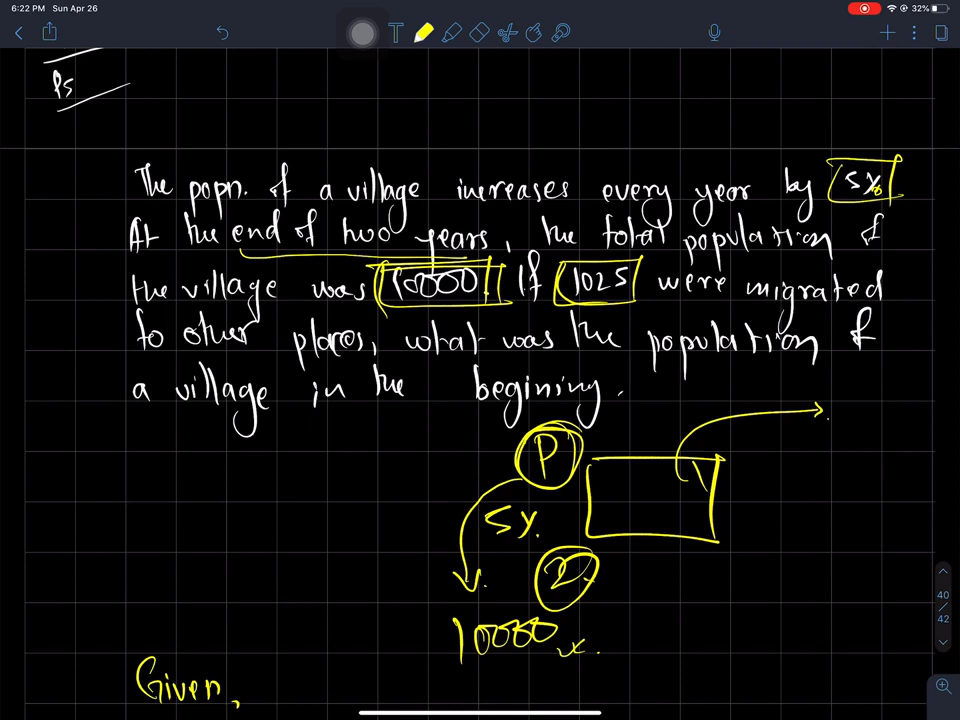 6:22 PM Sun Apr 26
32%
Ps
The popn. of a village increases every year by 5%
At the end of two years, the total population of
the village was 10000. If 1025 were migrated
to other places, what was the population of
a village in the begining.
P
5%.
2
10000
Given,
40
/
42